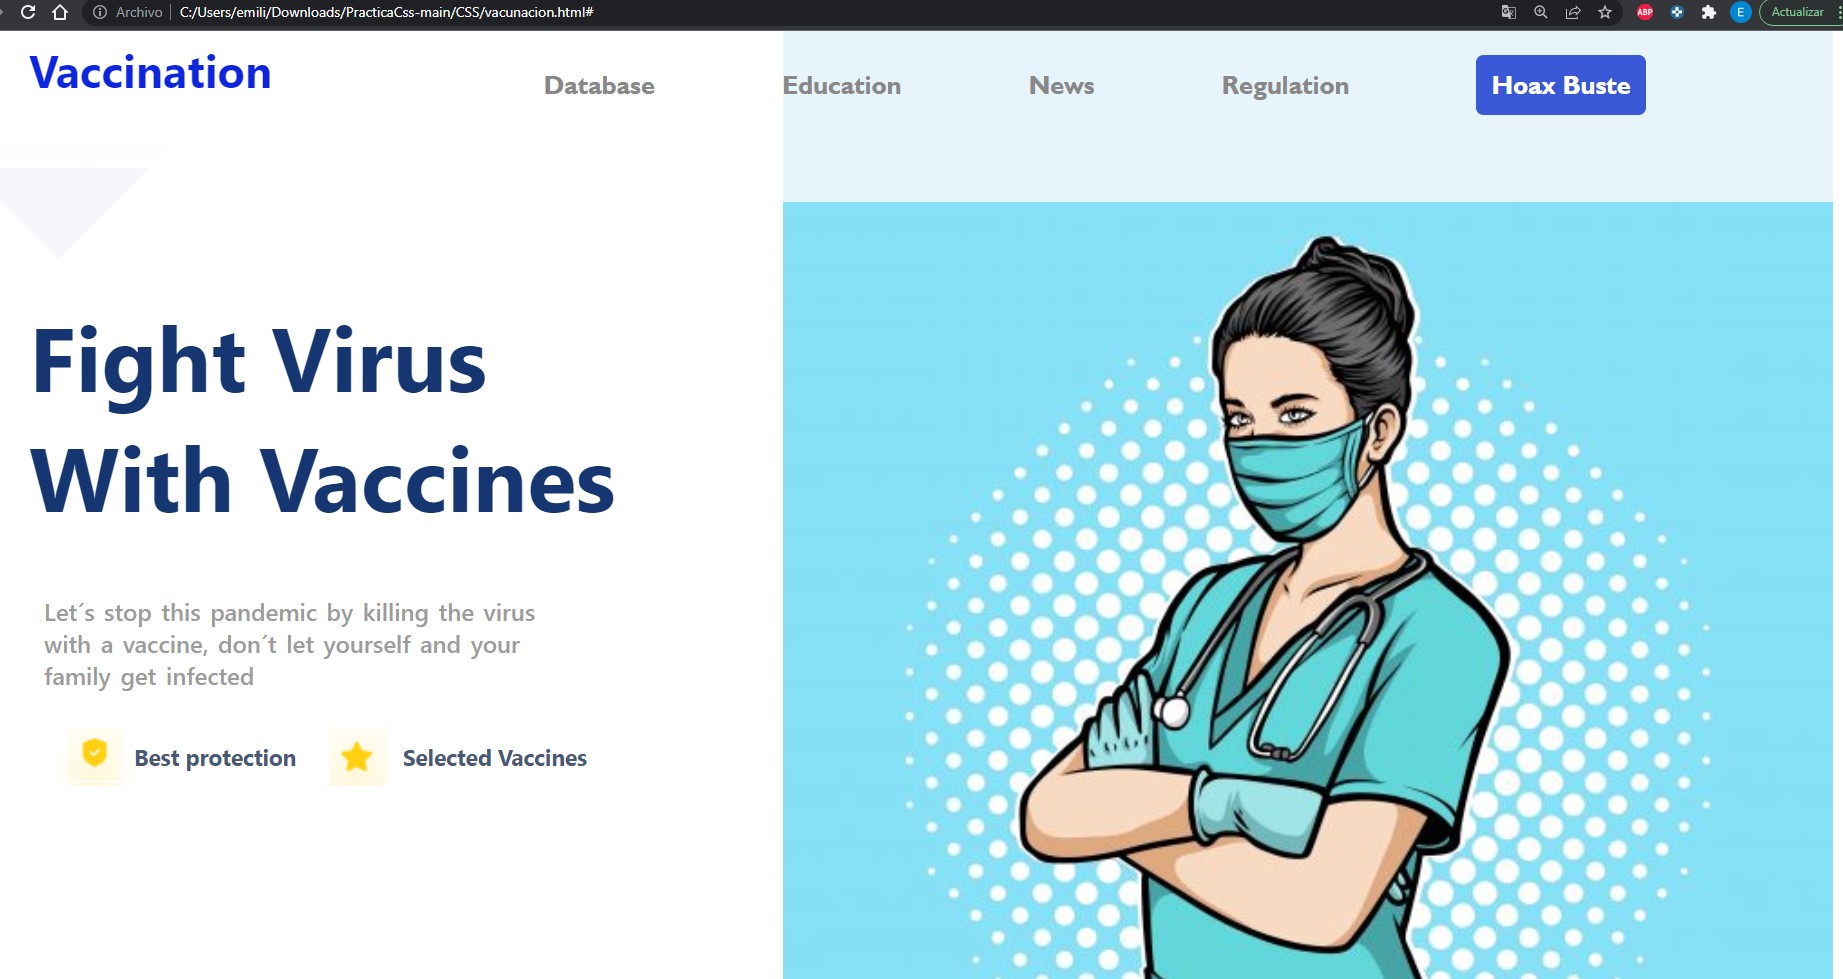 Archivo C:/Users/emili/Downloads/PracticaCss-main/CSS/vacunacion.html# ABP E Actualizar
Vaccination Database Education News Regulation Hoax Buste
Fight Virus
With Vaccines
Let´s stop this pandemic by killing the virus
with a vaccine, don´t let yourself and your
family get infected
Best protection Selected Vaccines